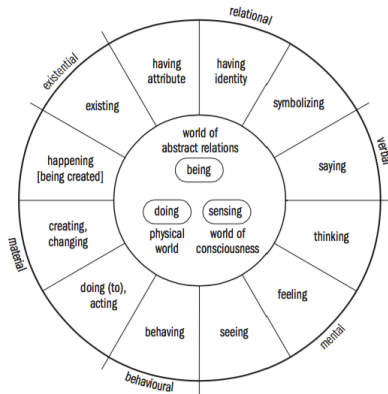 relational
having
attribute
having
identity
existential
existing
symbolizing
world of
abstract relations
being
happening
[being created]
saying
verbal
doing
sensing
physical
world
world of
consciousness
creating,
changing
thinking
material
doing (to),
acting
feeling
behaving
seeing
mental
behavioural